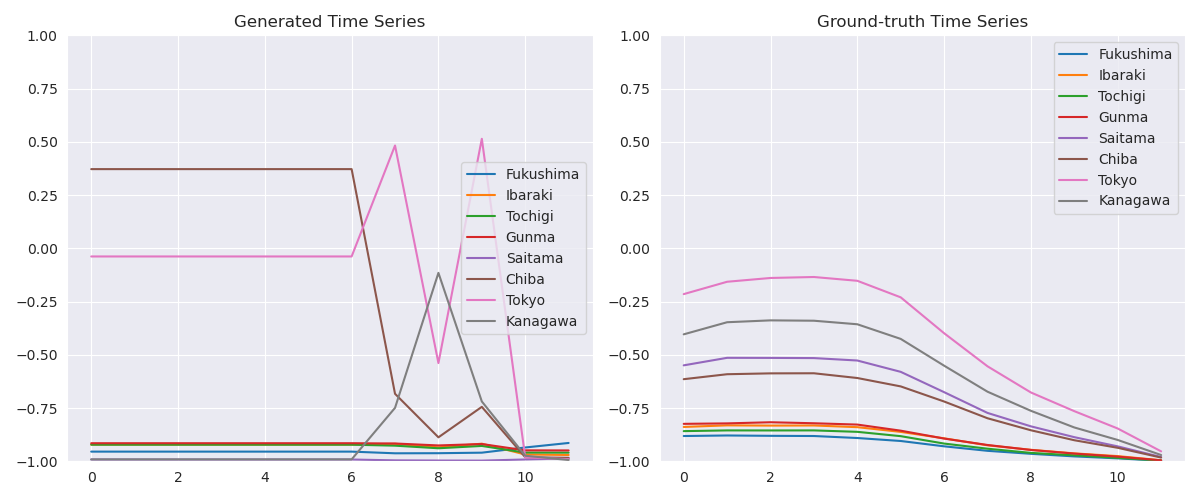 Generated Time Series
1.00
0.75
0.50
0.25
0.00
−0.25
−0.50
−0.75
−1.00
0 2 4 6 8 10
Fukushima
Ibaraki
Tochigi
Gunma
Saitama
Chiba
Tokyo
Kanagawa
Ground-truth Time Series
1.00
0.75
0.50
0.25
0.00
−0.25
−0.50
−0.75
−1.00
0 2 4 6 8 10
Fukushima
Ibaraki
Tochigi
Gunma
Saitama
Chiba
Tokyo
Kanagawa